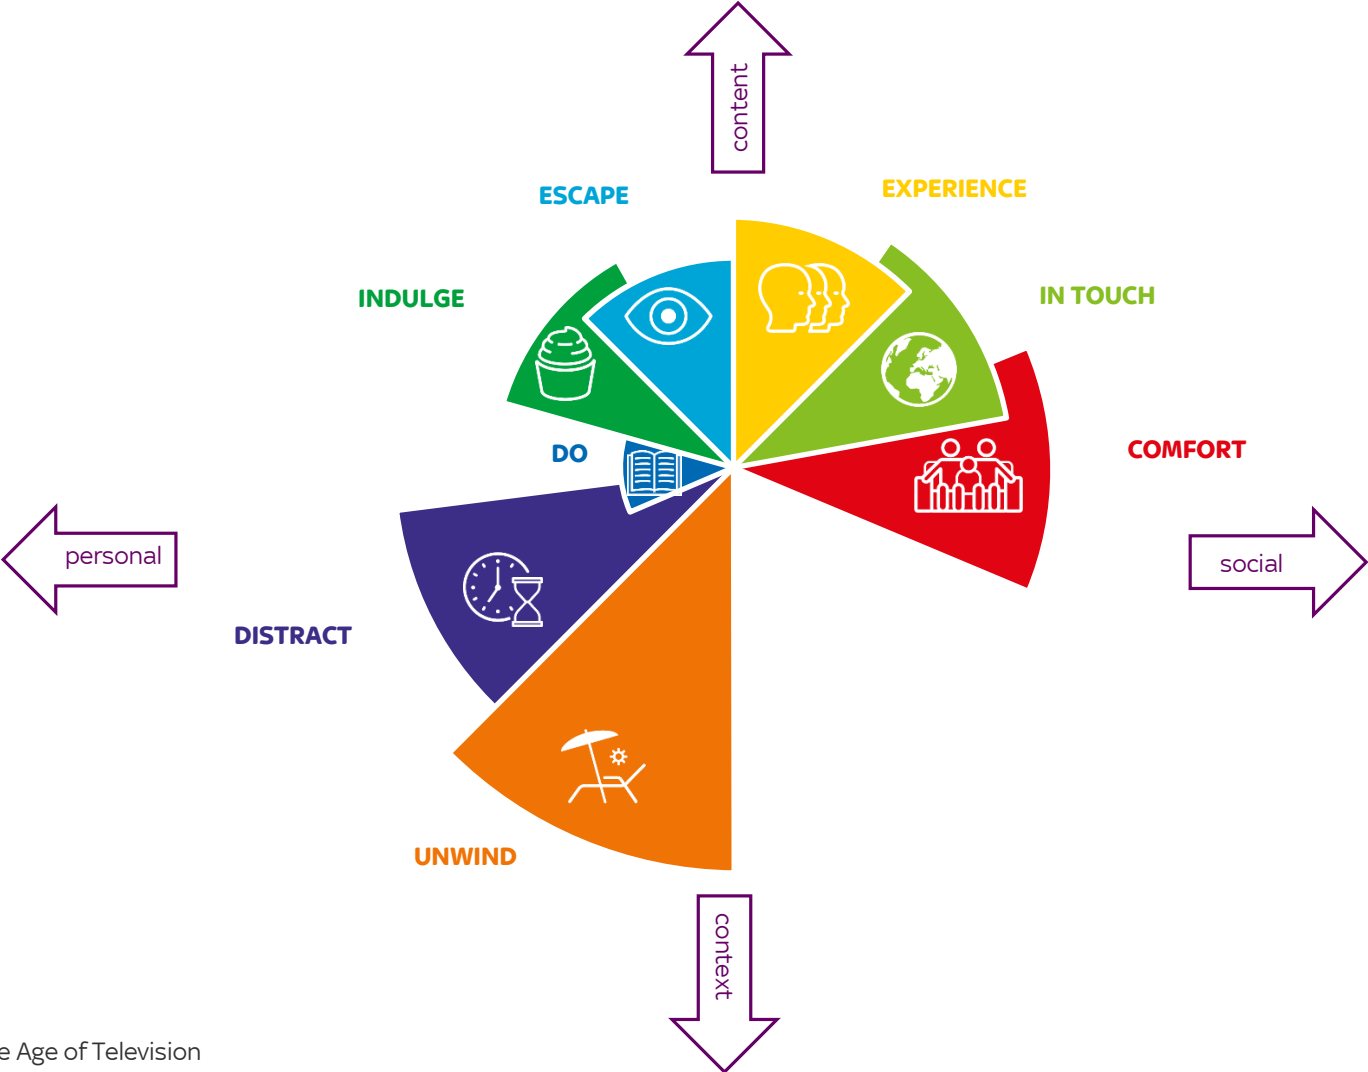 content
ESCAPE
EXPERIENCE
INDULGE
IN TOUCH
DO
COMFORT
personal
social
DISTRACT
UNWIND
context
e Age of Television